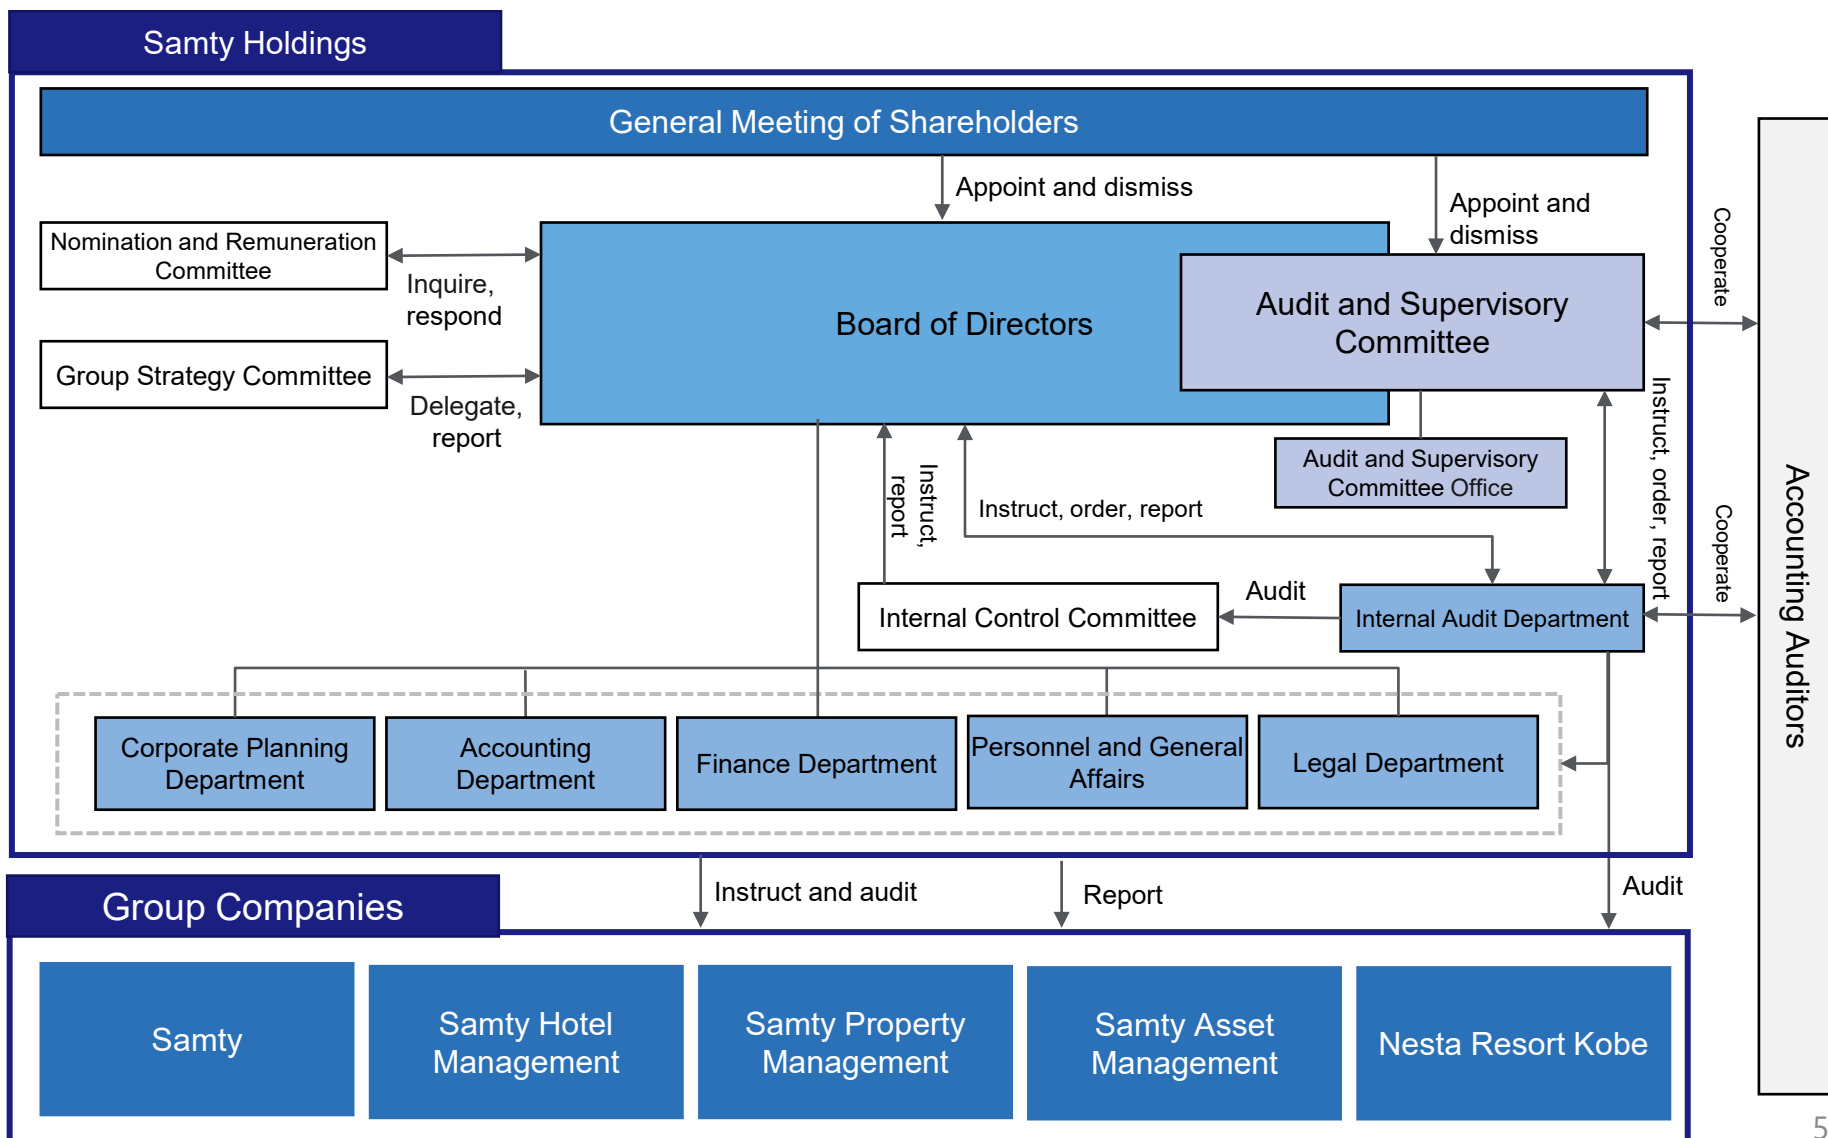 Samty Holdings
General Meeting of Shareholders
Appoint and dismiss
Appoint and
dismiss
Nomination and Remuneration
Committee
Inquire,
respond
Board of Directors
Audit and Supervisory
Committee
Cooperate
Group Strategy Committee
Delegate,
report
Audit and Supervisory
Committee Office
Instruct,
report
Instruct, order, report
Instruct, order, report
Cooperate
Accounting Auditors
Internal Control Committee
Audit
Internal Audit Department
Corporate Planning
Department
Accounting
Department
Finance Department
Personnel and General
Affairs
Legal Department
Instruct and audit
Report
Audit
Group Companies
Samty
Samty Hotel
Management
Samty Property
Management
Samty Asset
Management
Nesta Resort Kobe
5